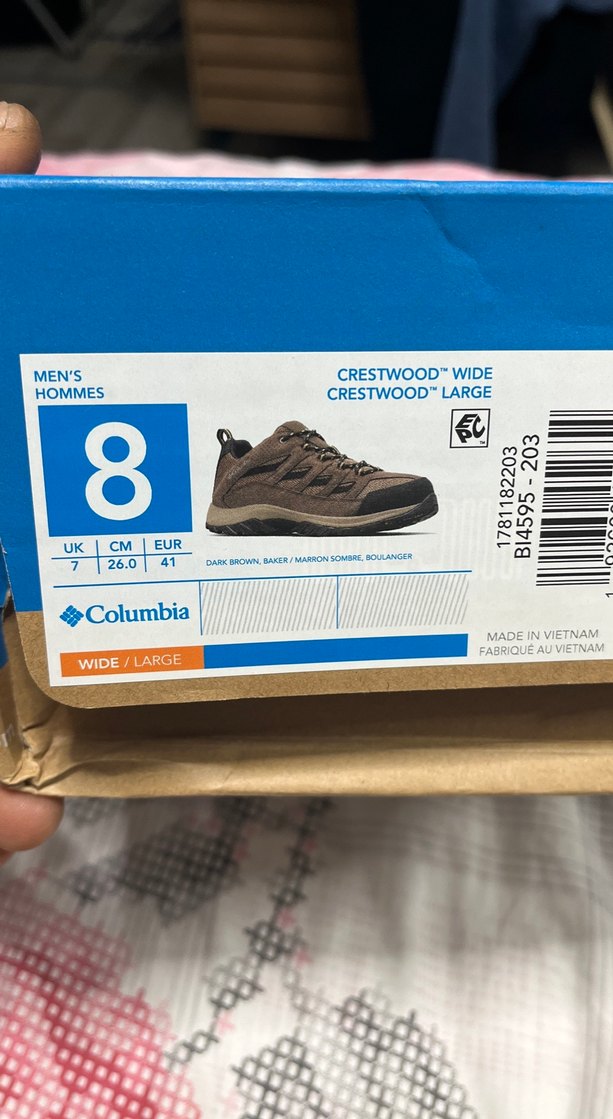 MEN'S
HOMMES
CRESTWOOD™ WIDE
CRESTWOOD™ LARGE
8
EPC™
1781182203
BI4595 - 203
UK CM EUR
7 26.0 41
DARK BROWN, BAKER / MARRON SOMBRE, BOULANGER
Columbia
WIDE / LARGE
MADE IN VIETNAM
FABRIQUÉ AU VIETNAM